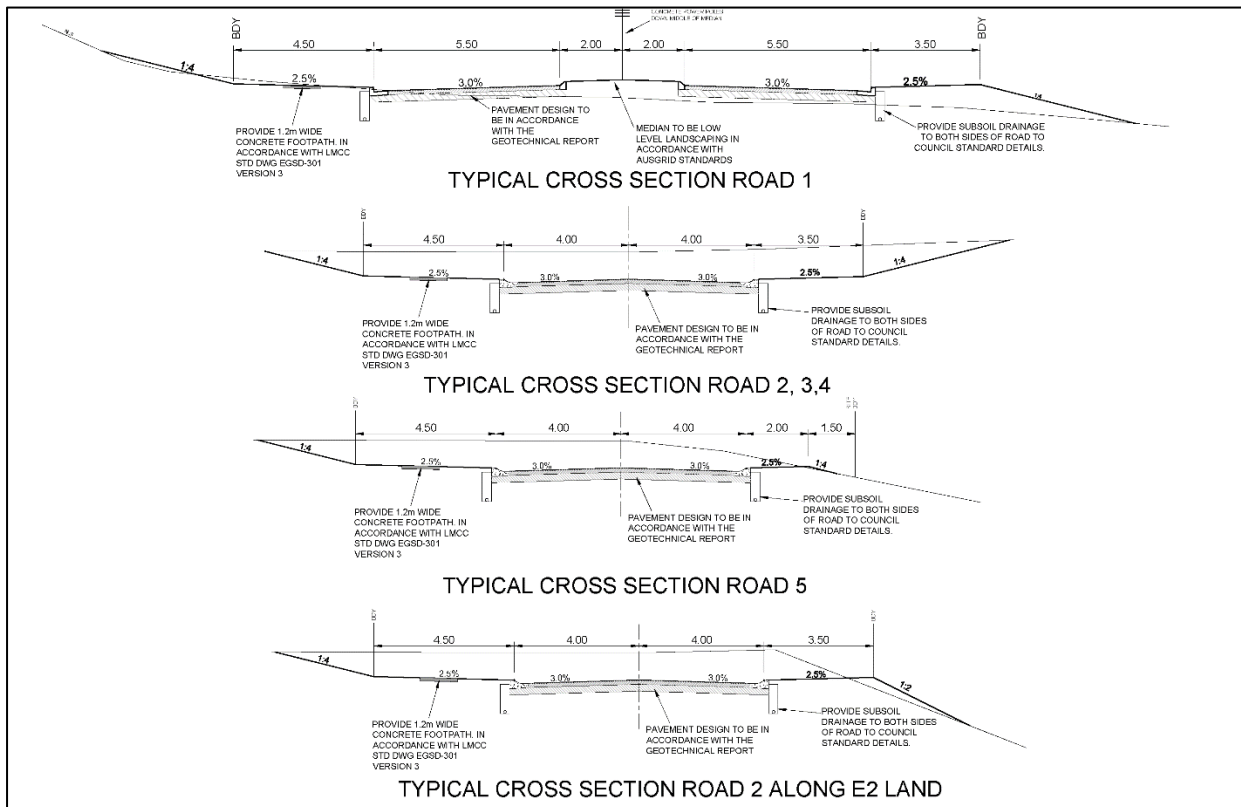 CONCRETE POWER POLES
DOWN MIDDLE OF MEDIAN
BDY
BDY
4.50
5.50
2.00
2.00
5.50
3.50
1:4
2.5%
3.0%
3.0%
2.5%
PROVIDE 1.2m WIDE
CONCRETE FOOTPATH. IN
ACCORDANCE WITH LMCC
STD DWG EGSD-301
VERSION 3
PAVEMENT DESIGN TO
BE IN ACCORDANCE
WITH THE
GEOTECHNICAL REPORT
MEDIAN TO BE LOW
LEVEL LANDSCAPING IN
ACCORDANCE WITH
AUSGRID STANDARDS
PROVIDE SUBSOIL DRAINAGE
TO BOTH SIDES OF ROAD TO
COUNCIL STANDARD DETAILS.
TYPICAL CROSS SECTION ROAD 1
BDY
BDY
4.50
4.00
4.00
3.50
1:4
2.5%
3.0%
3.0%
2.5%
1:4
PROVIDE 1.2m WIDE
CONCRETE FOOTPATH. IN
ACCORDANCE WITH LMCC
STD DWG EGSD-301
VERSION 3
PAVEMENT DESIGN TO BE IN
ACCORDANCE WITH THE
GEOTECHNICAL REPORT
PROVIDE SUBSOIL
DRAINAGE TO BOTH SIDES
OF ROAD TO COUNCIL
STANDARD DETAILS.
TYPICAL CROSS SECTION ROAD 2, 3,4
BDY
4.50
4.00
4.00
2.00
1.50
1:4
2.5%
3.0%
3.0%
2.5%
1:4
PROVIDE 1.2m WIDE
CONCRETE FOOTPATH. IN
ACCORDANCE WITH LMCC
STD DWG EGSD-301
VERSION 3
PAVEMENT DESIGN TO BE IN
ACCORDANCE WITH THE
GEOTECHNICAL REPORT
PROVIDE SUBSOIL
DRAINAGE TO BOTH SIDES
OF ROAD TO COUNCIL
STANDARD DETAILS.
TYPICAL CROSS SECTION ROAD 5
BDY
BDY
4.50
4.00
4.00
3.50
1:4
2.5%
3.0%
3.0%
2.5%
1:2
PROVIDE 1.2m WIDE
CONCRETE FOOTPATH. IN
ACCORDANCE WITH LMCC
STD DWG EGSD-301
VERSION 3
PAVEMENT DESIGN TO BE IN
ACCORDANCE WITH THE
GEOTECHNICAL REPORT
PROVIDE SUBSOIL
DRAINAGE TO BOTH SIDES
OF ROAD TO COUNCIL
STANDARD DETAILS.
TYPICAL CROSS SECTION ROAD 2 ALONG E2 LAND